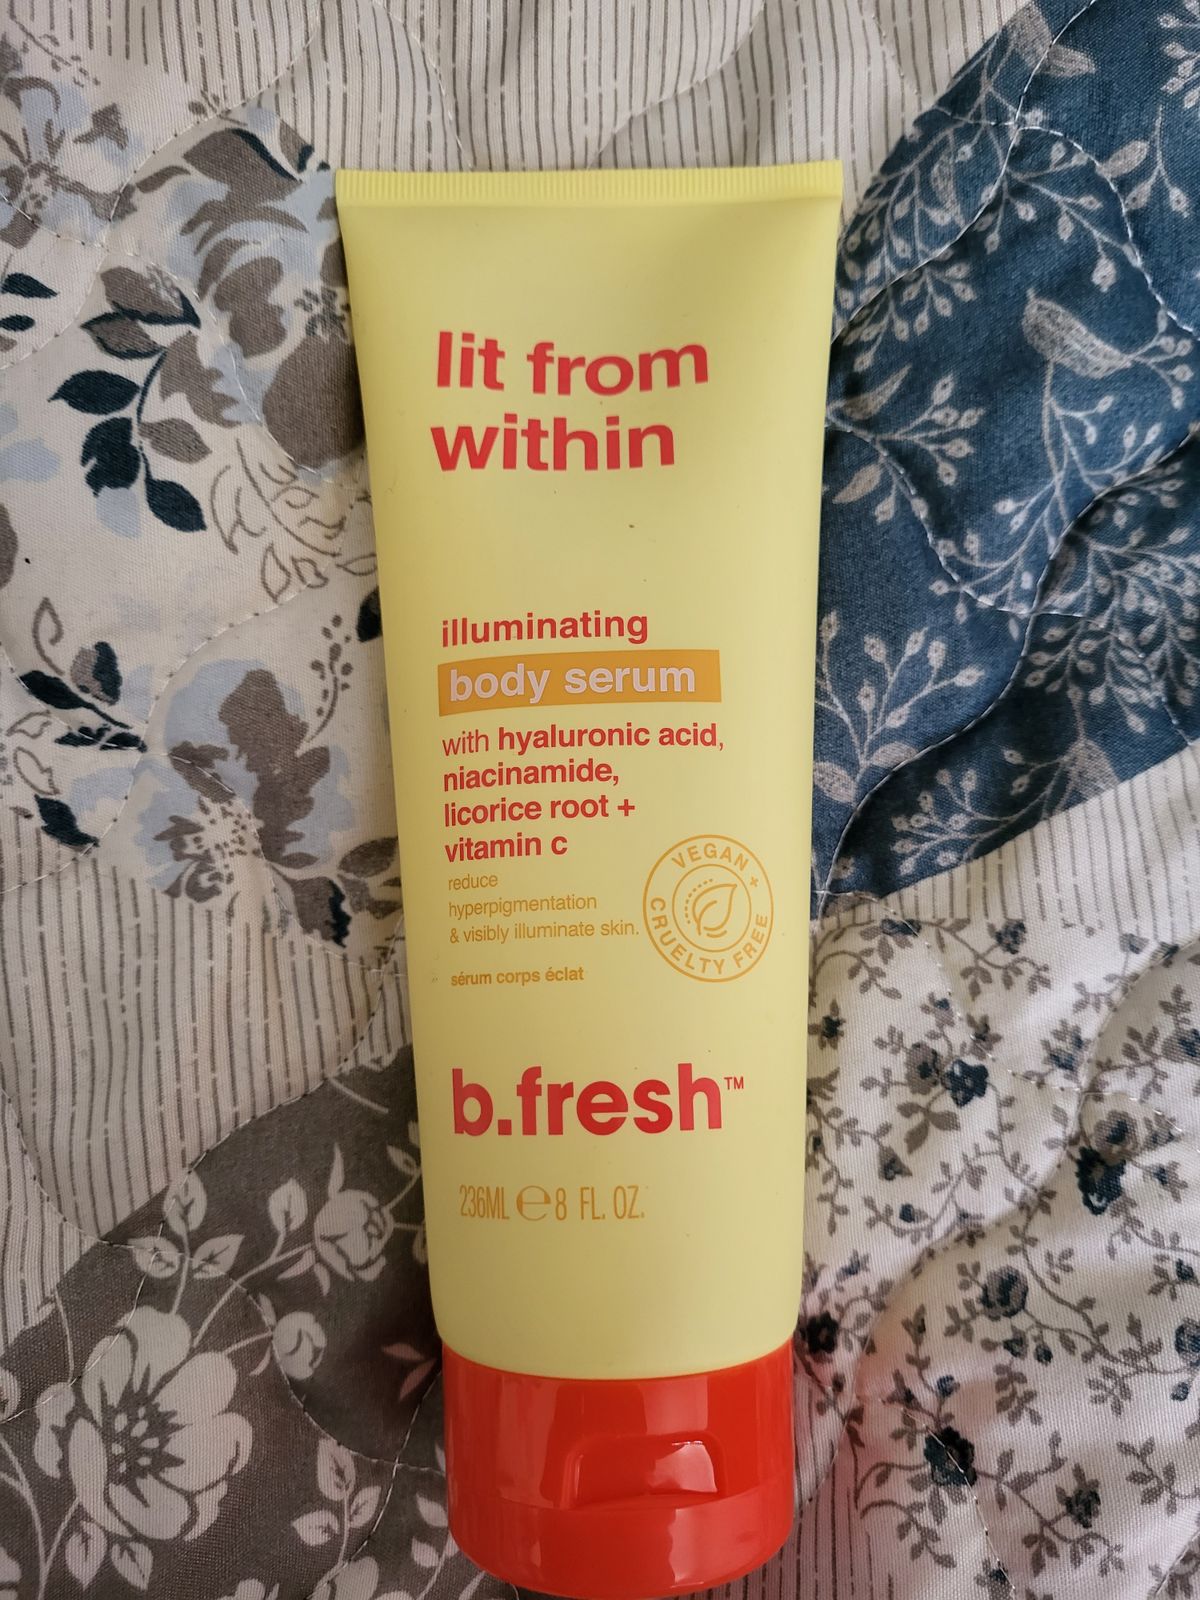 lit from
within
illuminating
body serum
with hyaluronic acid,
niacinamide,
licorice root +
vitamin c
reduce
hyperpigmentation
& visibly illuminate skin.
sérum corps éclat
VEGAN +
CRUELTY FREE
b.fresh™
236ML ℮ 8 FL. OZ.